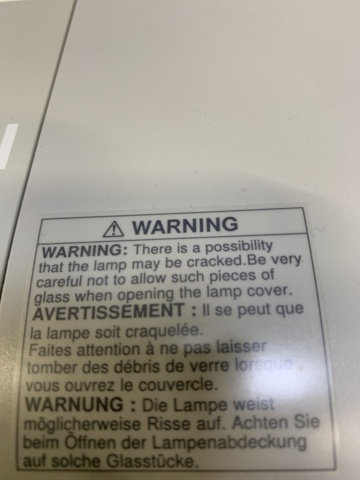 ⚠ WARNING
WARNING: There is a possibility
that the lamp may be cracked.Be very
careful not to allow such pieces of
glass when opening the lamp cover.
AVERTISSEMENT : Il se peut que
la lampe soit craquelée.
Faites attention à ne pas laisser
tomber des débris de verre lorsque
vous ouvrez le couvercle.
WARNUNG : Die Lampe weist
möglicherweise Risse auf. Achten Sie
beim Öffnen der Lampenabdeckung
auf solche Glasstücke.